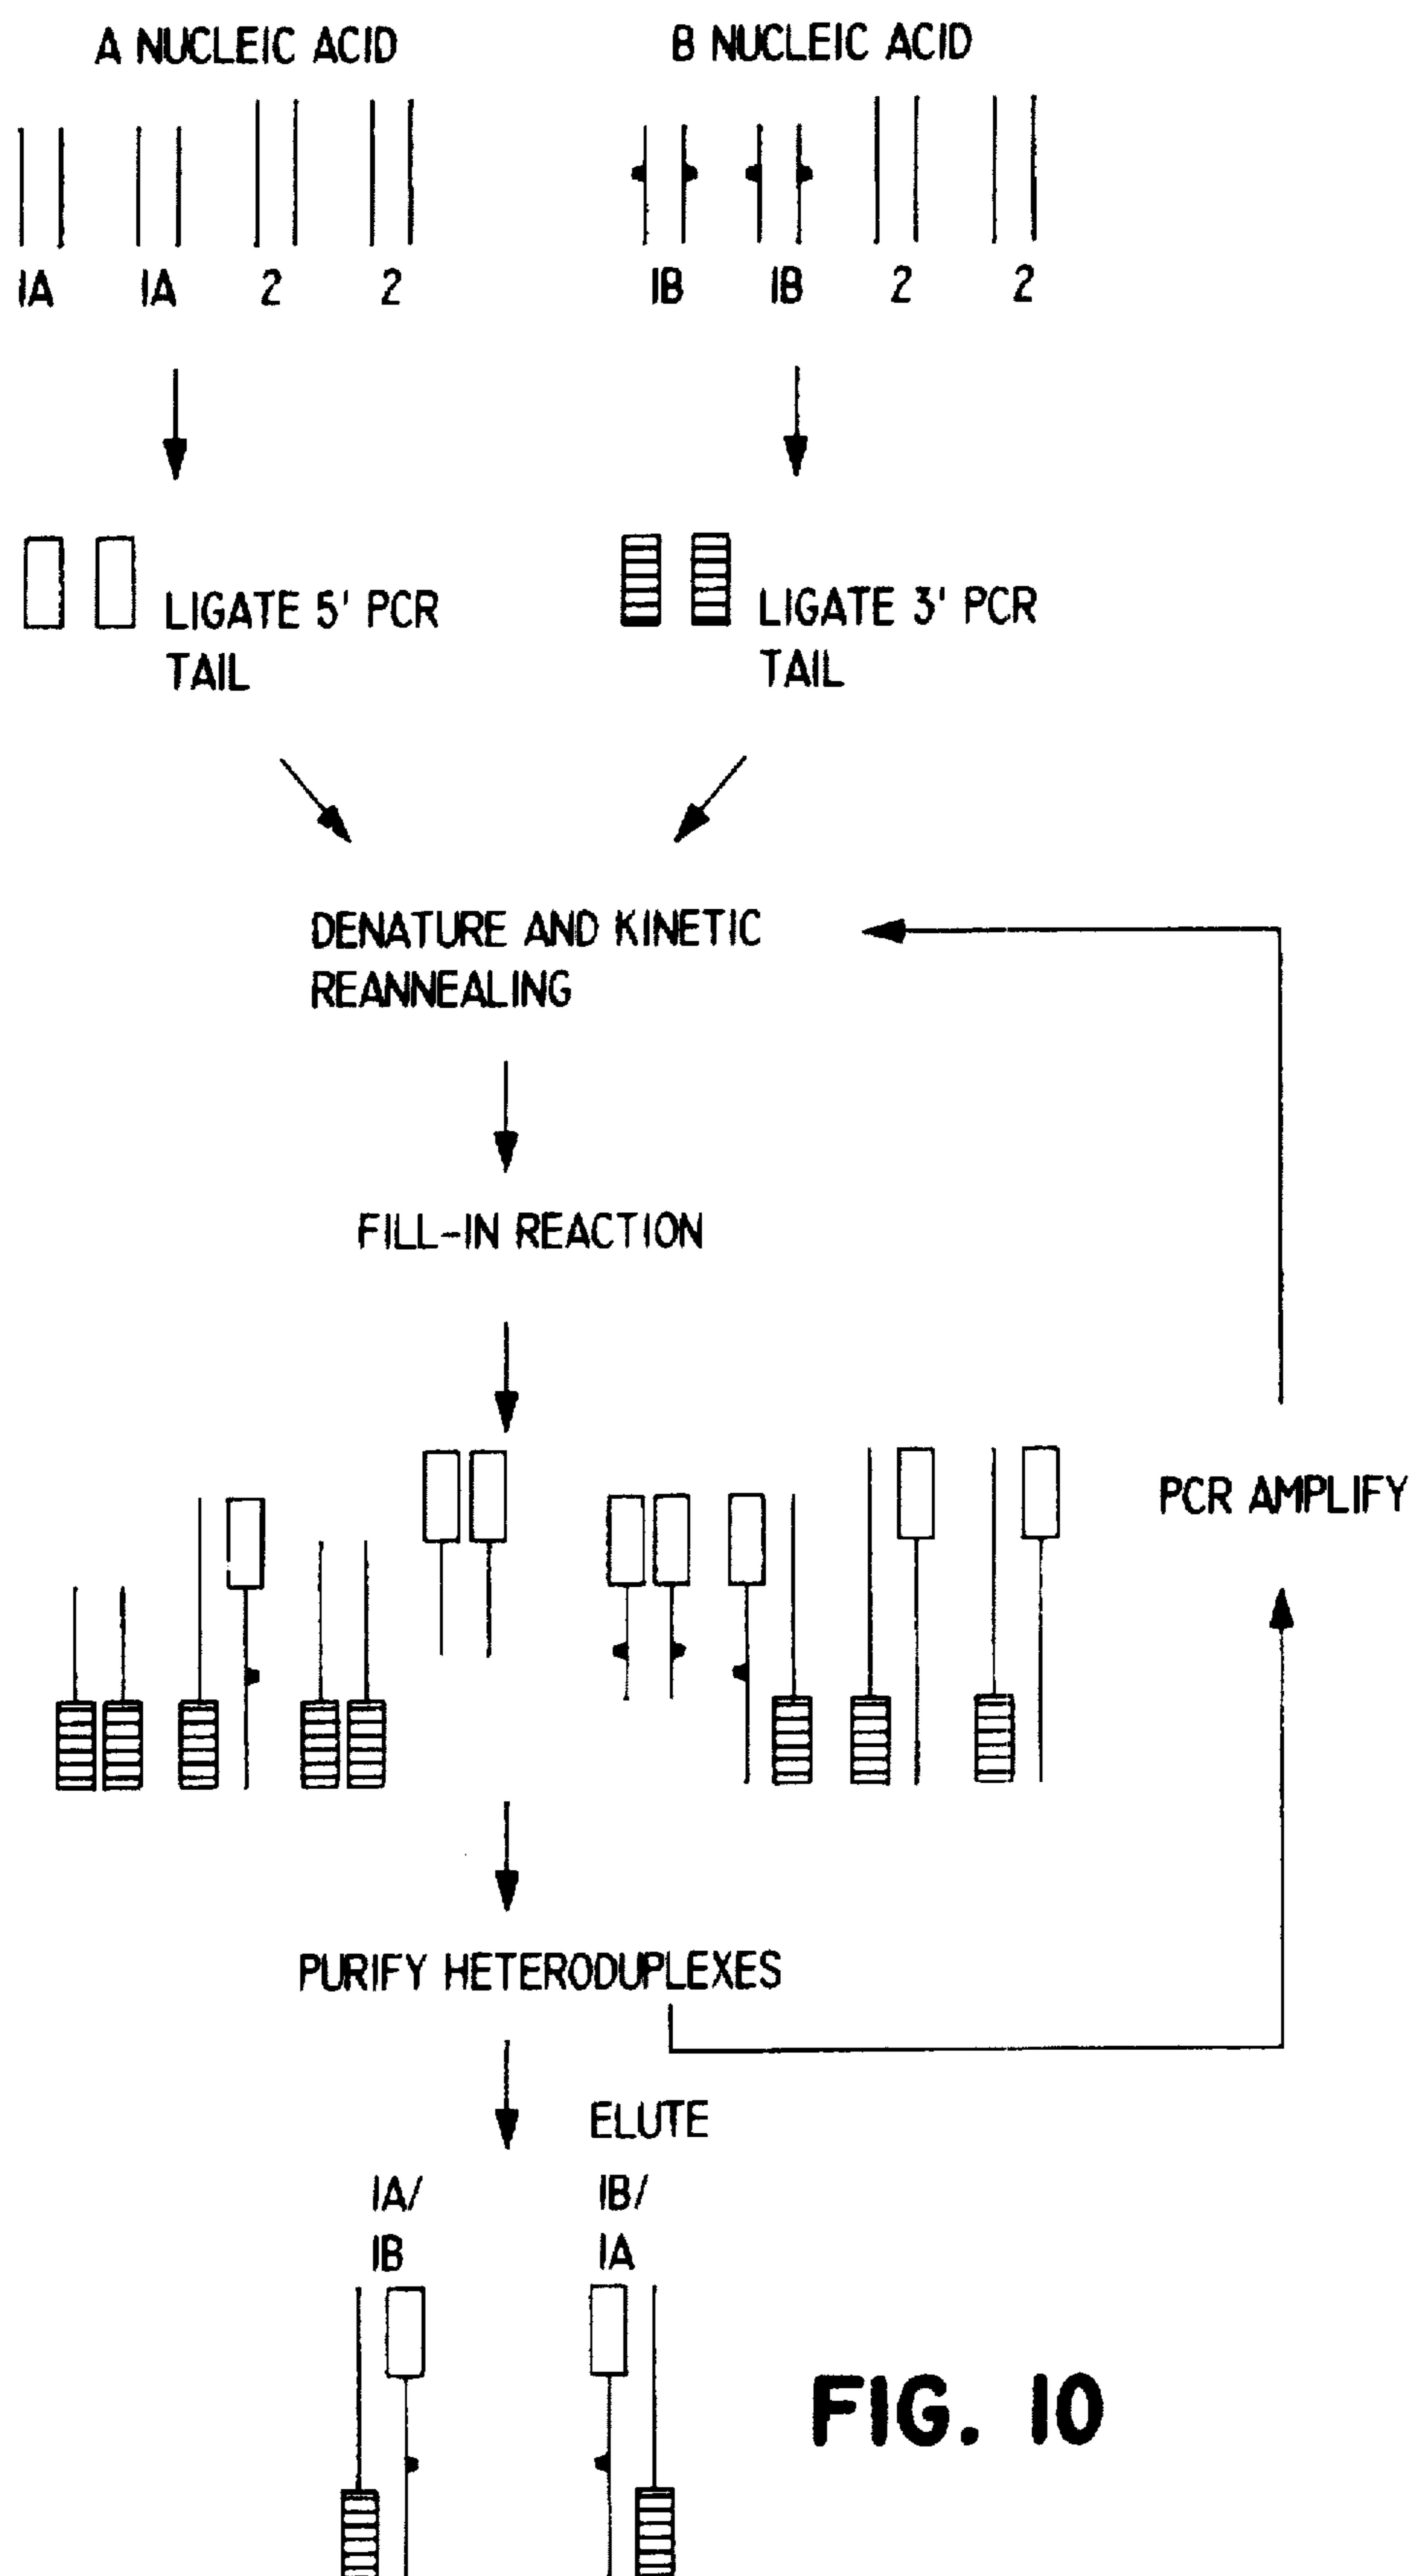 A NUCLEIC ACID
B NUCLEIC ACID
1A 1A 2 2
1B 1B 2 2
LIGATE 5' PCR
TAIL
LIGATE 3' PCR
TAIL
DENATURE AND KINETIC
REANNEALING
FILL-IN REACTION
PCR AMPLIFY
PURIFY HETERODUPLEXES
ELUTE
1A/
1B
1B/
1A
FIG. 10